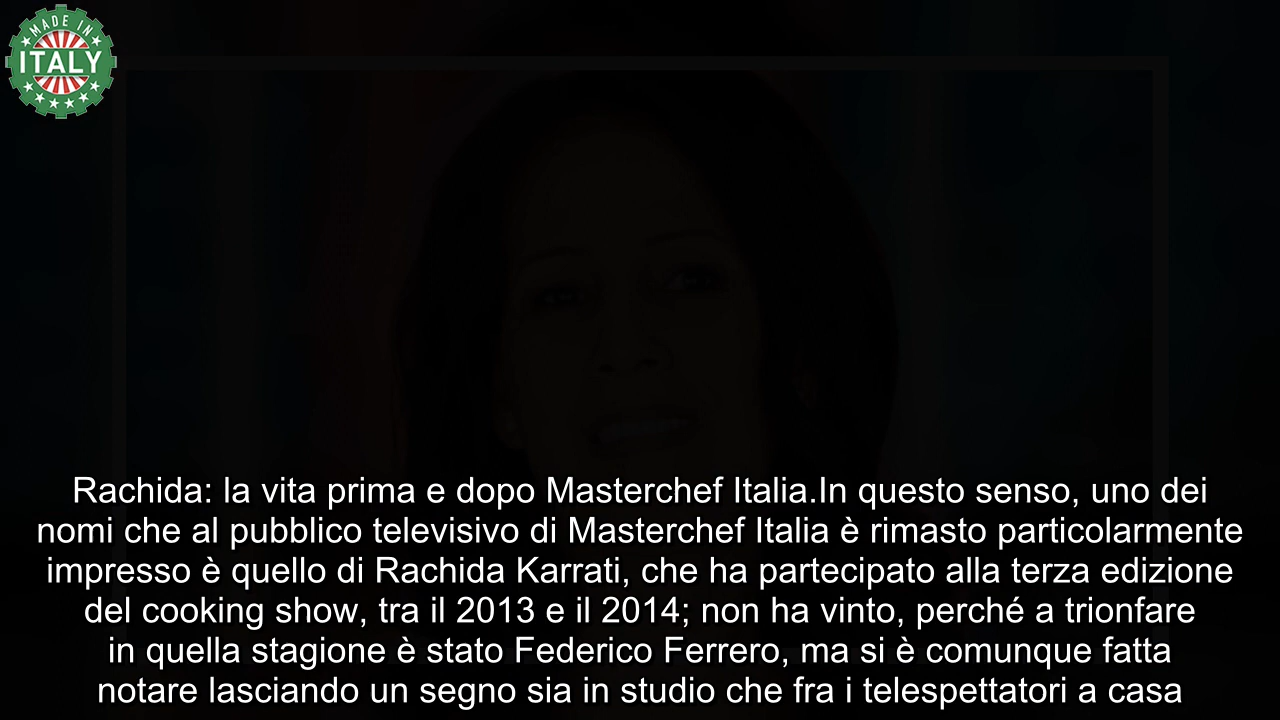 MADE IN
ITALY
Rachida: la vita prima e dopo Masterchef Italia.In questo senso, uno dei
nomi che al pubblico televisivo di Masterchef Italia è rimasto particolarmente
impresso è quello di Rachida Karrati, che ha partecipato alla terza edizione
del cooking show, tra il 2013 e il 2014; non ha vinto, perché a trionfare
in quella stagione è stato Federico Ferrero, ma si è comunque fatta
notare lasciando un segno sia in studio che fra i telespettatori a casa